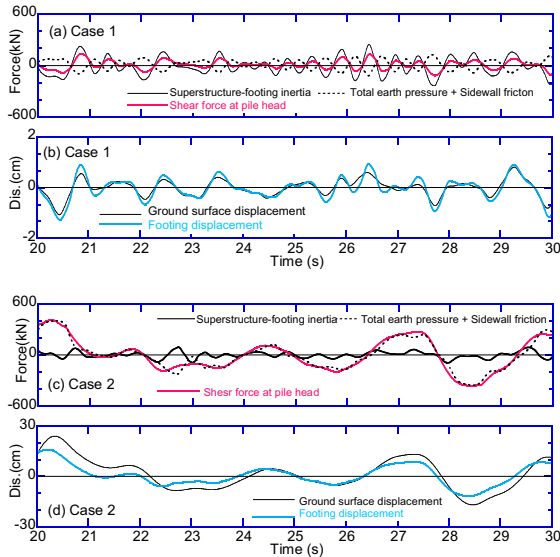 600
(a) Case 1
Force(kN)
0
Superstructure-footing inertia Total earth pressure + Sidewall fricton
Shear force at pile head
-600
2
(b) Case 1
Dis.(cm)
0
Ground surface displacement
Footing displacement
-2
20 21 22 23 24 25 26 27 28 29 30
Time (s)
600
Superstructure-footing inertia Total earth pressure + Sidewall friction
Force(kN)
0
(c) Case 2
Shesr force at pile head
-600
30
Dis.(cm)
0
Ground surface displacement
(d) Case 2
Footing displacement
-30
20 21 22 23 24 25 26 27 28 29 30
Time (s)